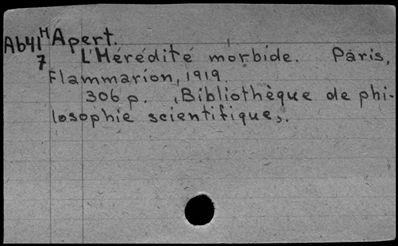 Ab41ᴴ Apert.
7 L'Hérédité morbide. Paris,
Flammarion, 1919.
306 p. (Bibliothèque de phi-
losophie scientifique).